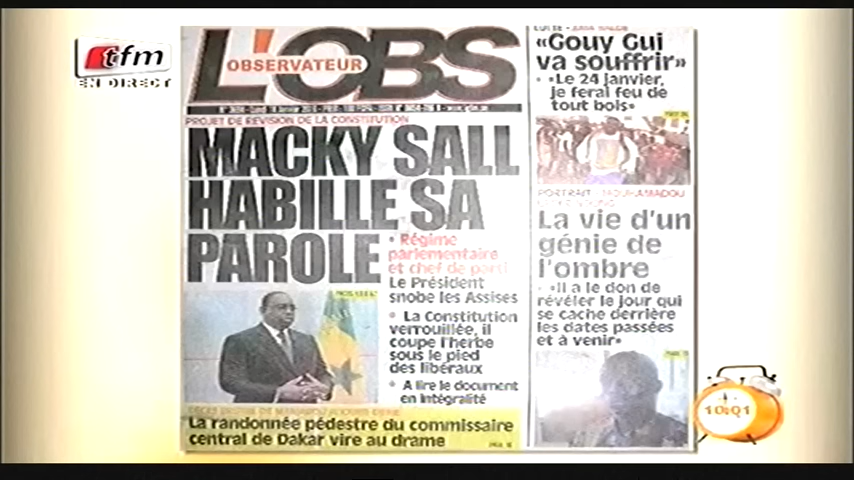 tfm
EN DIRECT
L'OBS
OBSERVATEUR
PROJET DE REVISION DE LA CONSTITUTION
MACKY SALL
HABILLE SA
PAROLE
• Régime
parlementaire
et chef de parti
Le Président
snobe les Assises
• La Constitution
verrouillée, il
coupe l'herbe
sous le pied
des libéraux
• A lire le document
en intégralité
La randonnée pédestre du commissaire
central de Dakar vire au drame
«Gouy Gui
va souffrir»
• «Le 24 janvier,
je ferai feu de
tout bois»
PORTRAIT MOUHAMADOU
La vie d'un
génie de
l'ombre
• «Il a le don de
révéler le jour qui
se cache derrière
les dates passées
et à venir»
10:01